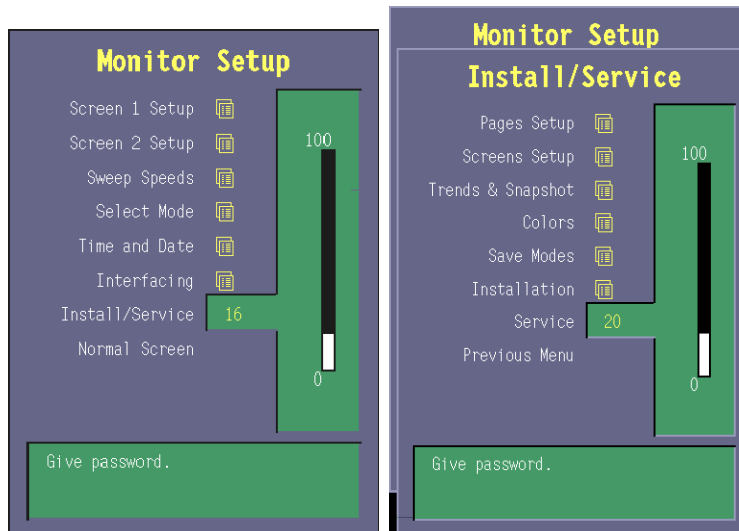 Monitor Setup
Screen 1 Setup
Screen 2 Setup
Sweep Speeds
Select Mode
Time and Date
Interfacing
Install/Service 16
Normal Screen
100
0
Give password.
Monitor Setup
Install/Service
Pages Setup
Screens Setup
Trends & Snapshot
Colors
Save Modes
Installation
Service 20
Previous Menu
100
0
Give password.